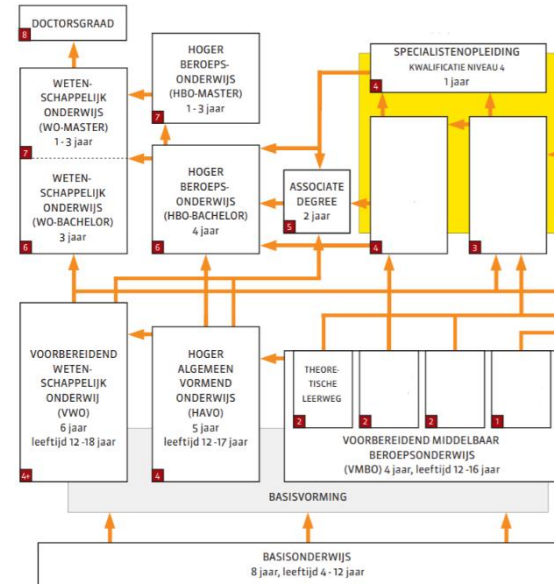 DOCTORSGRAAD
8
WETEN-
SCHAPPELIJK
ONDERWIJS
(WO-MASTER)
1 - 3 jaar
7
WETEN-
SCHAPPELIJK
ONDERWIJS
(WO-BACHELOR)
3 jaar
6
HOGER
BEROEPS-
ONDERWIJS
(HBO-MASTER)
1 - 3 jaar
7
HOGER
BEROEPS-
ONDERWIJS
(HBO-BACHELOR)
4 jaar
6
ASSOCIATE
DEGREE
2 jaar
5
SPECIALISTENOPLEIDING
KWALIFICATIE NIVEAU 4
1 jaar
4
4
3
VOORBEREIDEND
WETEN-
SCHAPPELIJK
ONDERWIJ
(VWO)
6 jaar
leeftijd 12 -18 jaar
4+
HOGER
ALGEMEEN
VORMEND
ONDERWIJS
(HAVO)
5 jaar
leeftijd 12 -17 jaar
4
THEORE-
TISCHE
LEERWEG
2
2
2
1
VOORBEREIDEND MIDDELBAAR
BEROEPSONDERWIJS
(VMBO) 4 jaar, leeftijd 12 -16 jaar
BASISVORMING
BASISONDERWIJS
8 jaar, leeftijd 4 - 12 jaar